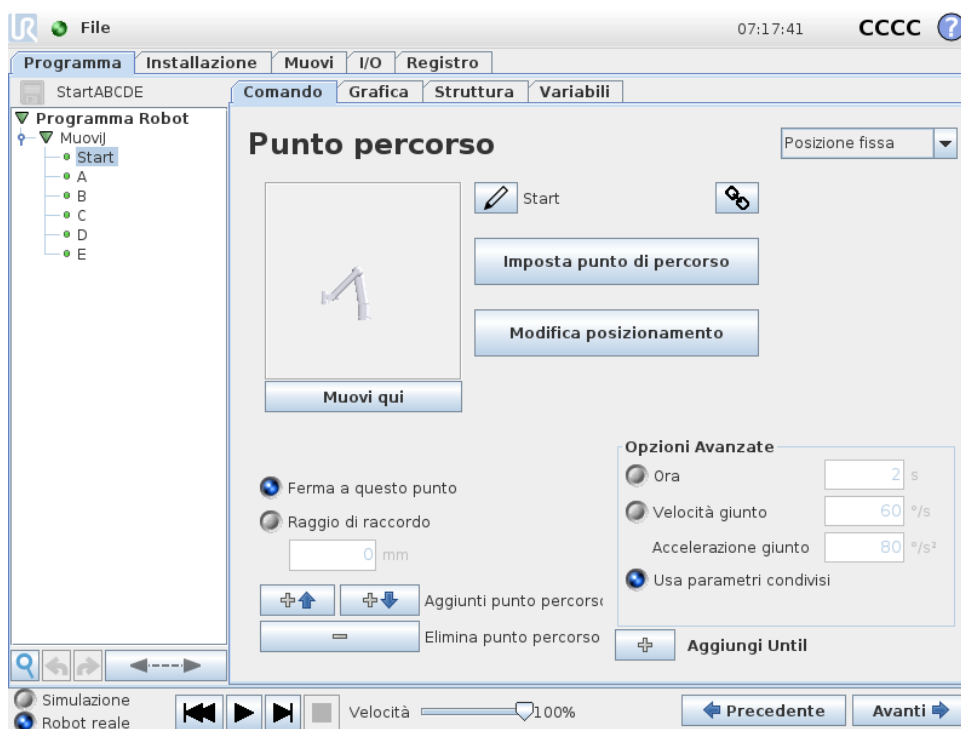 UR File 07:17:41 CCCC ?
Programma Installazione Muovi I/O Registro
StartABCDE
Comando Grafica Struttura Variabili
Programma Robot
MuoviJ
Start
A
B
C
D
E
Punto percorso
Posizione fissa
Start
Imposta punto di percorso
Modifica posizionamento
Muovi qui
Ferma a questo punto
Raggio di raccordo
0 mm
Aggiunti punto percorso
Elimina punto percorso
Opzioni Avanzate
Ora 2 s
Velocità giunto 60 °/s
Accelerazione giunto 80 °/s²
Usa parametri condivisi
Aggiungi Until
Simulazione
Robot reale
Velocità 100%
Precedente Avanti